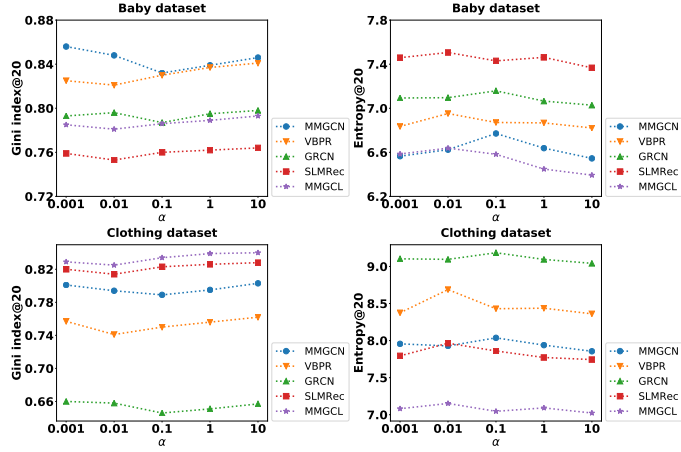 Baby dataset
Gini index@20
0.88
0.84
0.80
0.76
0.72
0.001 0.01 0.1 1 10
α
MMGCN
VBPR
GRCN
SLMRec
MMGCL
Baby dataset
Entropy@20
7.8
7.4
7.0
6.6
6.2
0.001 0.01 0.1 1 10
α
MMGCN
VBPR
GRCN
SLMRec
MMGCL
Clothing dataset
Gini index@20
0.82
0.78
0.74
0.66
0.001 0.01 0.1 1 10
α
MMGCN
VBPR
GRCN
SLMRec
MMGCL
Clothing dataset
Entropy@20
9.0
8.5
8.0
7.5
7.0
0.001 0.01 0.1 1 10
α
MMGCN
VBPR
GRCN
SLMRec
MMGCL